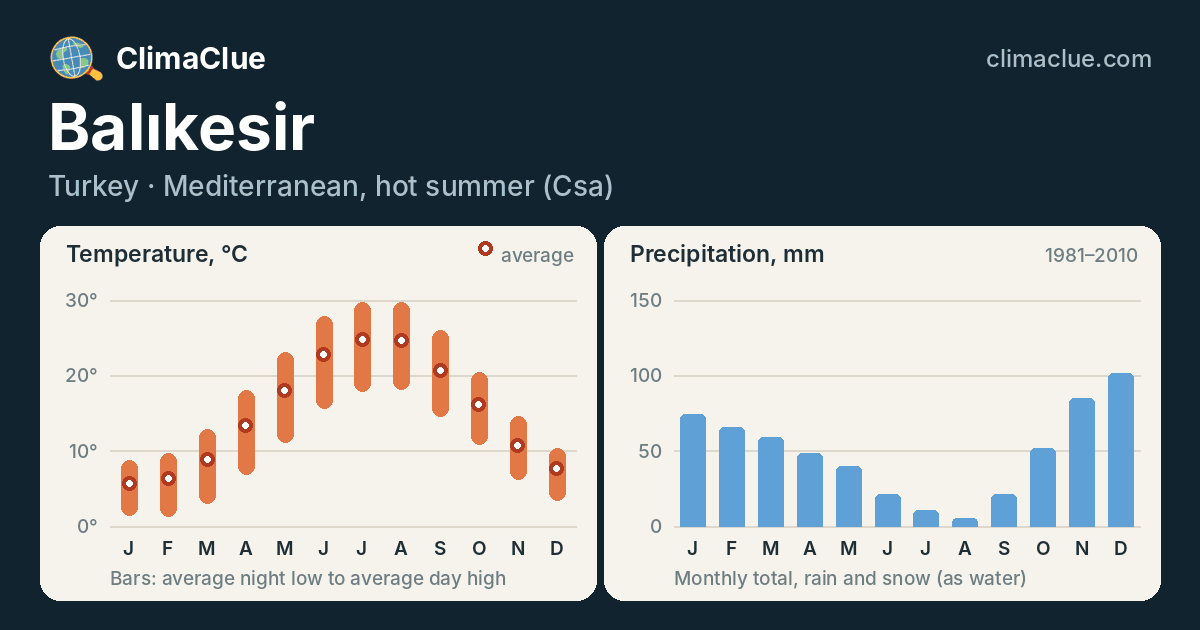 ClimaClue
climaclue.com
Balıkesir
Turkey · Mediterranean, hot summer (Csa)
Temperature, °C
average
30°
20°
10°
0°
J F M A M J J A S O N D
Bars: average night low to average day high
Precipitation, mm
1981–2010
150
100
50
0
J F M A M J J A S O N D
Monthly total, rain and snow (as water)